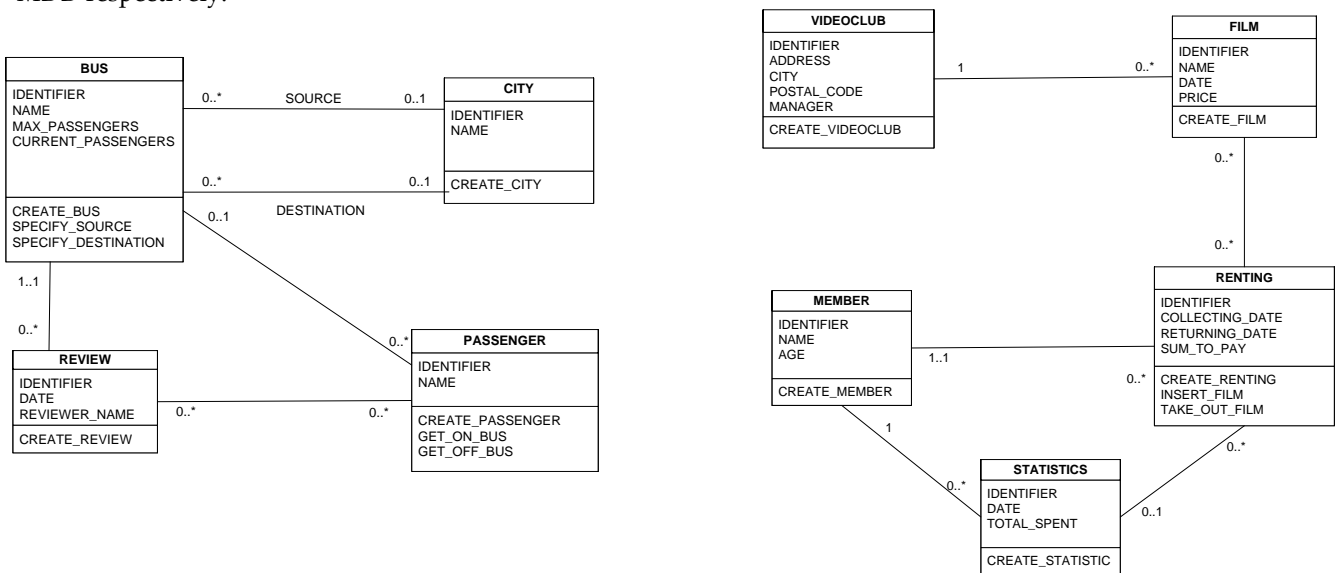 MDD respectively.
BUS
IDENTIFIER
NAME
MAX_PASSENGERS
CURRENT_PASSENGERS
CREATE_BUS
SPECIFY_SOURCE
SPECIFY_DESTINATION
0..*
SOURCE
0..1
0..*
0..1
DESTINATION
CITY
IDENTIFIER
NAME
CREATE_CITY
0..1
0..*
1..1
0..*
REVIEW
IDENTIFIER
DATE
REVIEWER_NAME
CREATE_REVIEW
0..*
0..*
PASSENGER
IDENTIFIER
NAME
CREATE_PASSENGER
GET_ON_BUS
GET_OFF_BUS
VIDEOCLUB
IDENTIFIER
ADDRESS
CITY
POSTAL_CODE
MANAGER
CREATE_VIDEOCLUB
1
0..*
FILM
IDENTIFIER
NAME
DATE
PRICE
CREATE_FILM
0..*
0..*
RENTING
IDENTIFIER
COLLECTING_DATE
RETURNING_DATE
SUM_TO_PAY
CREATE_RENTING
INSERT_FILM
TAKE_OUT_FILM
MEMBER
IDENTIFIER
NAME
AGE
CREATE_MEMBER
1..1
0..*
1
0..*
0..*
0..1
STATISTICS
IDENTIFIER
DATE
TOTAL_SPENT
CREATE_STATISTIC